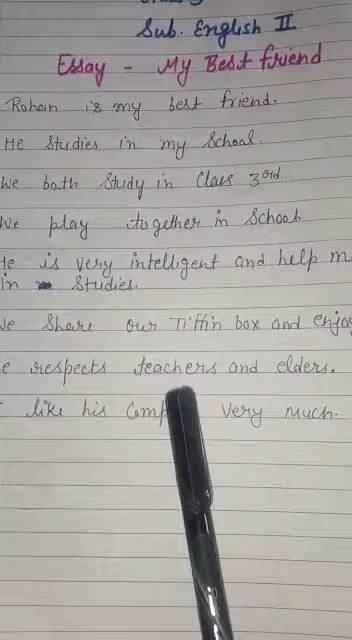 Sub. English II
Essay - My Best friend
Rohan is my best friend.
He Studies in my School.
We both Study in Class 3rd.
We play together in School
He is very intelligent and help
in Studies.
We Share our Tiffin box and enjoy
respects teachers and elders.
like his Comp very much.